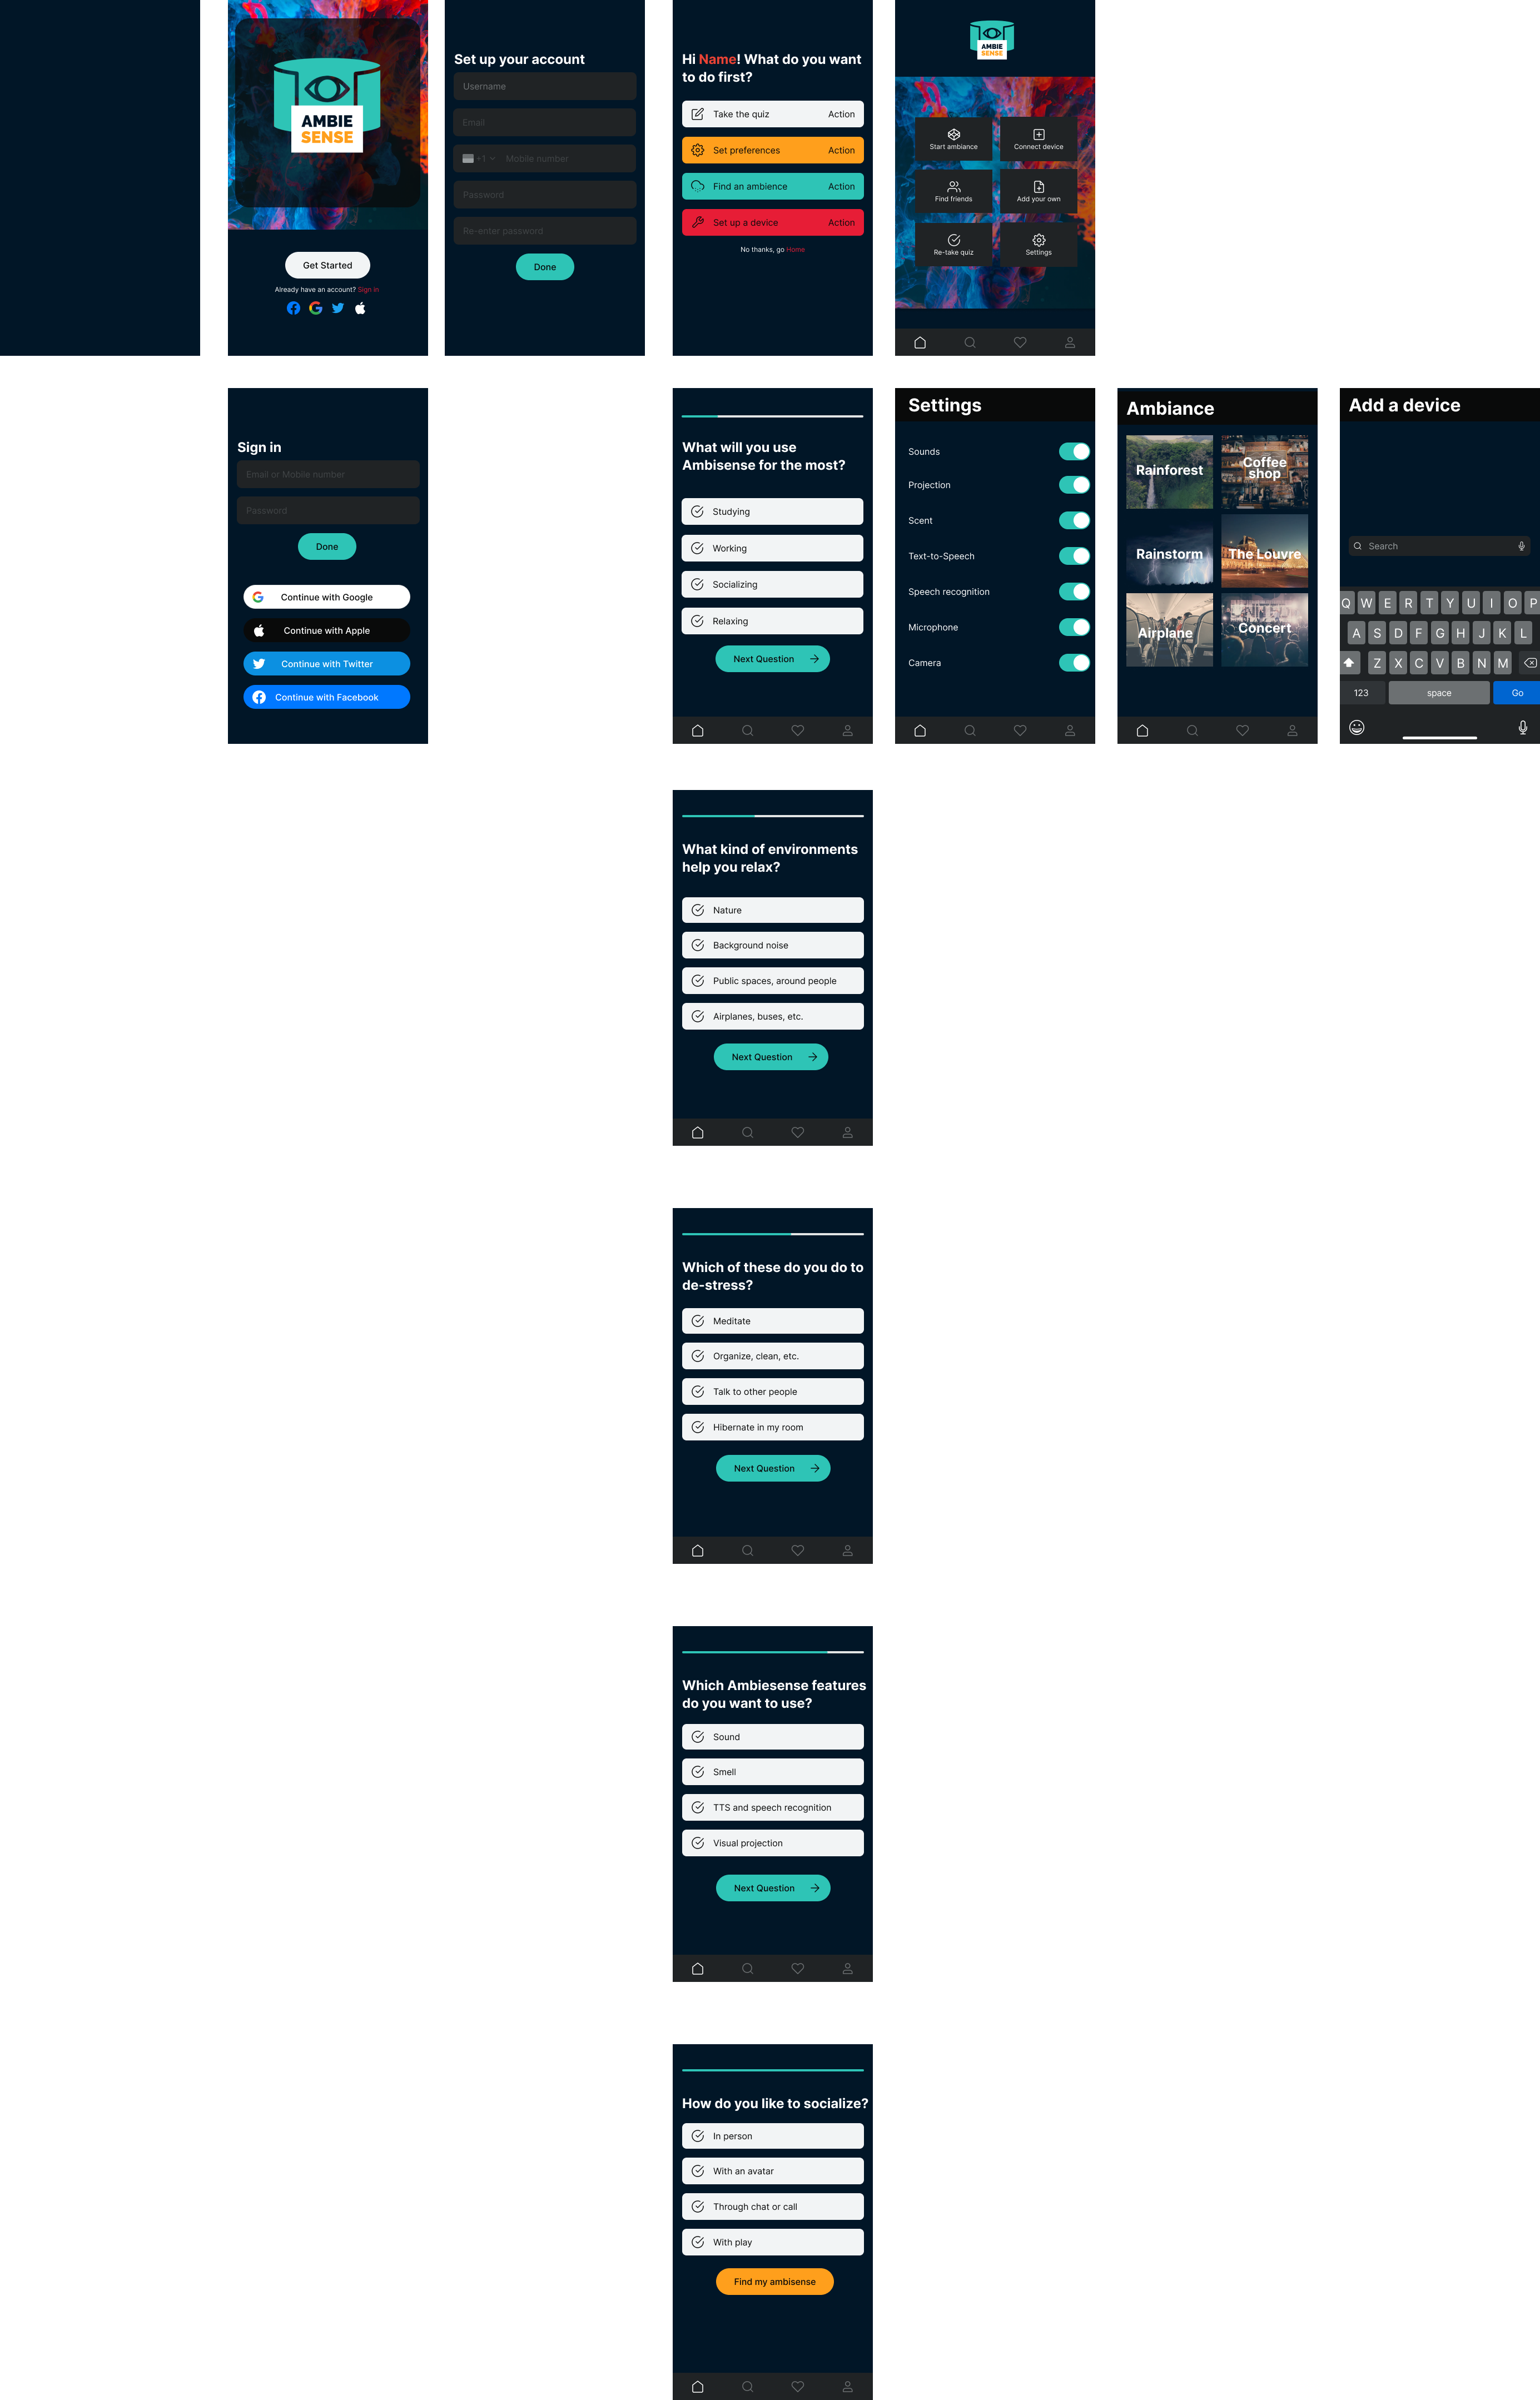 AMBIE
SENSE
Get Started
Already have an account? Sign in
Set up your account
Username
Email
+1
Mobile number
Password
Re-enter password
Done
Hi Name! What do you want
to do first?
Take the quiz Action
Set preferences Action
Find an ambience Action
Set up a device Action
No thanks, go Home
AMBIE
SENSE
Start ambiance
Connect device
Find friends
Add your own
Re-take quiz
Settings
Sign in
Email or Mobile number
Password
Done
Continue with Google
Continue with Apple
Continue with Twitter
Continue with Facebook
What will you use
Ambisense for the most?
Studying
Working
Socializing
Relaxing
Next Question
Settings
Sounds
Projection
Scent
Text-to-Speech
Speech recognition
Microphone
Camera
Ambiance
Rainforest
Coffee
shop
Rainstorm
The Louvre
Airplane
Concert
Add a device
Search
Q W E R T Y U I O P
A S D F G H J K L
Z X C V B N M
123 space Go
What kind of environments
help you relax?
Nature
Background noise
Public spaces, around people
Airplanes, buses, etc.
Next Question
Which of these do you do to
de-stress?
Meditate
Organize, clean, etc.
Talk to other people
Hibernate in my room
Next Question
Which Ambiesense features
do you want to use?
Sound
Smell
TTS and speech recognition
Visual projection
Next Question
How do you like to socialize?
In person
With an avatar
Through chat or call
With play
Find my ambisense